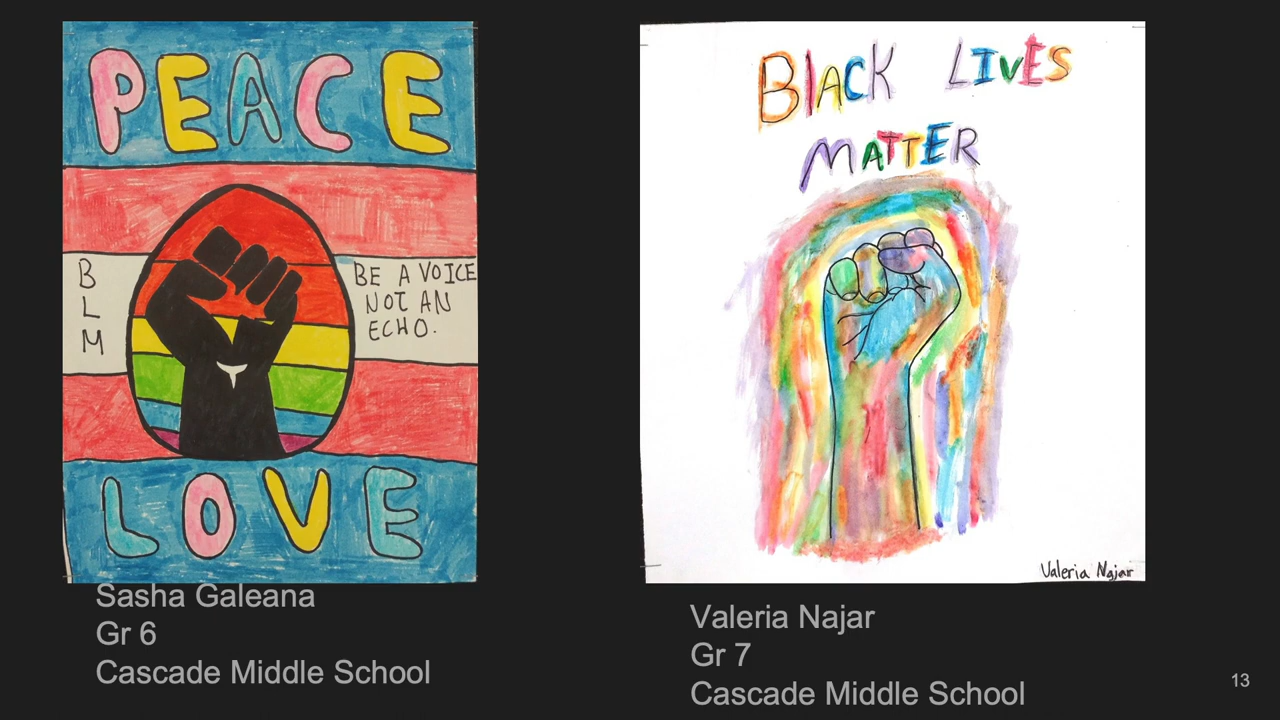 PEACE
BLM
BE A VOICE
NOT AN
ECHO.
LOVE
Sasha Galeana
Gr 6
Cascade Middle School
BlACK LIVES
MATTER
Valeria Najar
Valeria Najar
Gr 7
Cascade Middle School
13